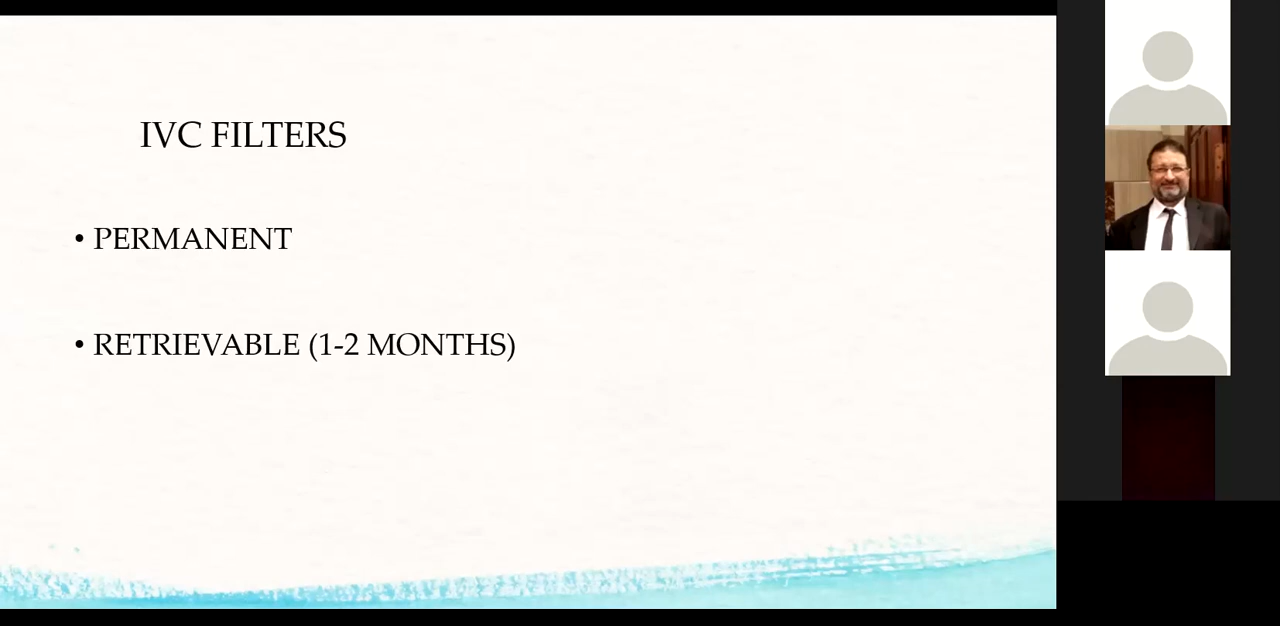 IVC FILTERS
• PERMANENT
• RETRIEVABLE (1-2 MONTHS)